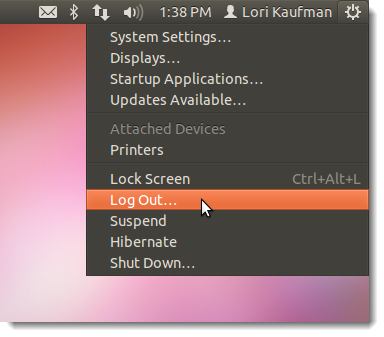 1:38 PM Lori Kaufman
System Settings...
Displays...
Startup Applications...
Updates Available...
Attached Devices
Printers
Lock Screen Ctrl+Alt+L
Log Out...
Suspend
Hibernate
Shut Down...